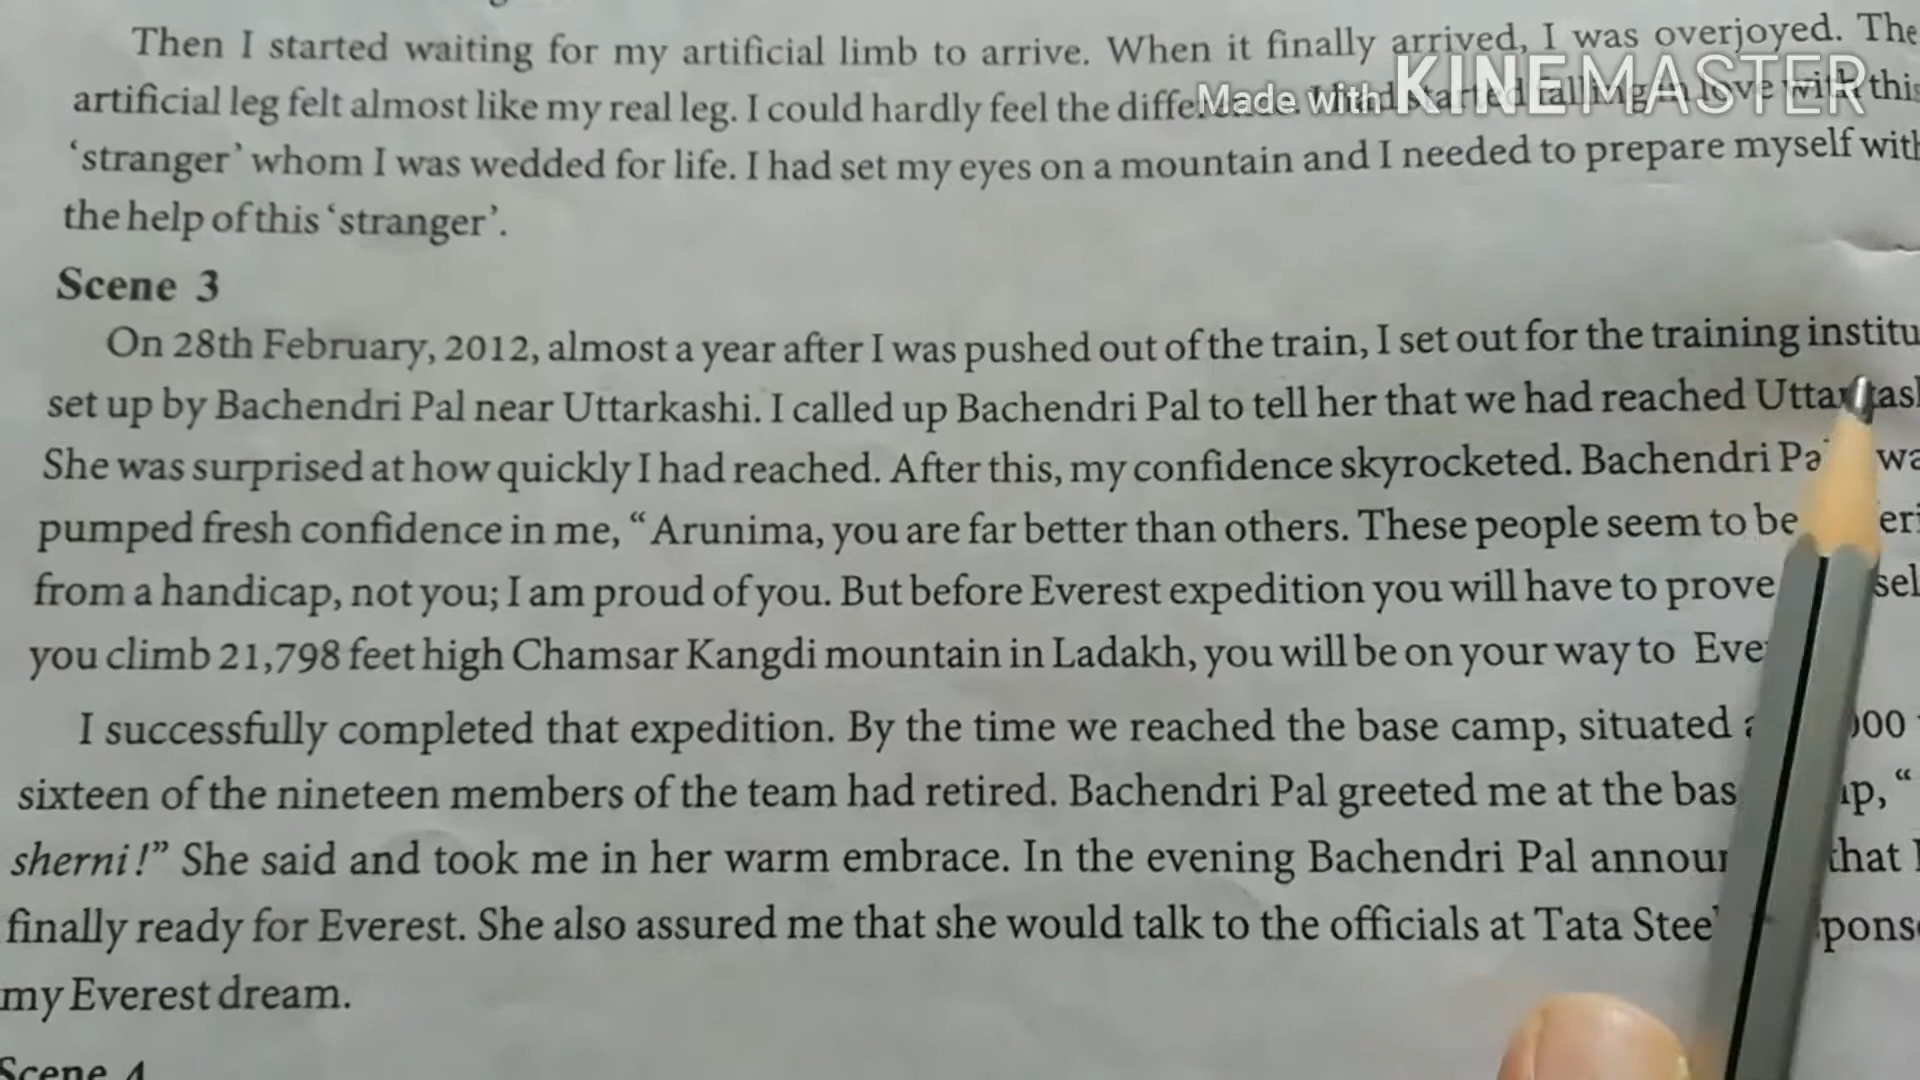 Then I started waiting for my artificial limb to arrive. When it finally arrived, I was overjoyed. The
artificial leg felt almost like my real leg. I could hardly feel the started falling in love with this
Made with KINEMASTER
'stranger' whom I was wedded for life. I had set my eyes on a mountain and I needed to prepare myself with
the help of this 'stranger'.
Scene 3
On 28th February, 2012, almost a year after I was pushed out of the train, I set out for the training
set up by Bachendri Pal near Uttarkashi. I called up Bachendri Pal to tell her that we had reached
She was surprised at how quickly I had reached. After this, my confidence skyrocketed. Bachendri
pumped fresh confidence in me, "Arunima, you are far better than others. These people seem to be
from a handicap, not you; I am proud of you. But before Everest expedition you will have to prove
you climb 21,798 feet high Chamsar Kangdi mountain in Ladakh, you will be on your way to
I successfully completed that expedition. By the time we reached the base camp, situated
sixteen of the nineteen members of the team had retired. Bachendri Pal greeted me at the
sherni!" She said and took me in her warm embrace. In the evening Bachendri Pal that
finally ready for Everest. She also assured me that she would talk to the officials at Tata
my Everest dream.
Scene 4